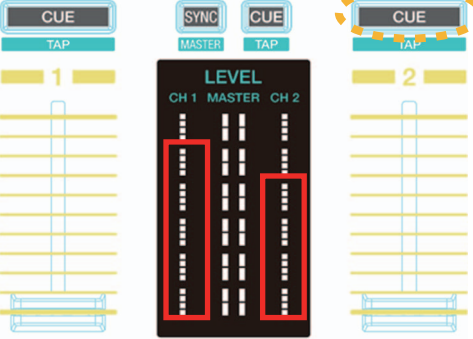 CUE SYNC CUE CUE
TAP MASTER TAP TAP
1 LEVEL 2
CH 1 MASTER CH 2